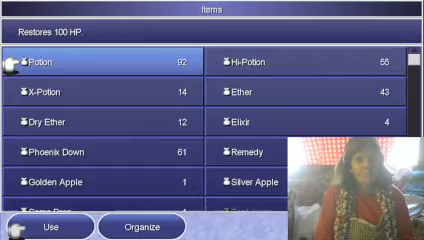 Items
Restores 100 HP.
Potion 92 Hi-Potion 55
X-Potion 14 Ether 43
Dry Ether 12 Elixir 4
Phoenix Down 61 Remedy
Golden Apple 1 Silver Apple
Use Organize